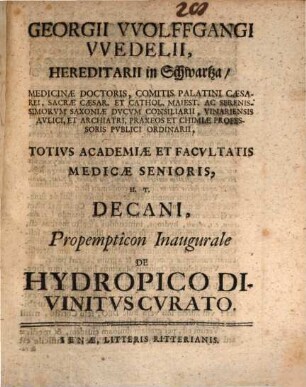 GEORGII VVOLFFGANGI
VVEDELII,
HEREDITARII in Schwartza/
MEDICINÆ DOCTORIS, COMITIS PALATINI CÆSA-
REI, SACRÆ CÆSAR. ET CATHOL. MAJEST. AC SERENIS-
SIMORVM SAXONIÆ DVCVM CONSILIARII, VINARIENSIS
AVLICI, ET ARCHIATRI, PRAXEOS ET CHIMIÆ PROFES-
SORIS PVBLICI ORDINARII,
TOTIVS ACADEMIÆ ET FACVLTATIS
MEDICÆ SENIORIS,
H. T.
DECANI,
Propempticon Inaugurale
DE
HYDROPICO DI-
VINITVS CVRATO.
IENÆ, LITTERIS RITTERIANIS.